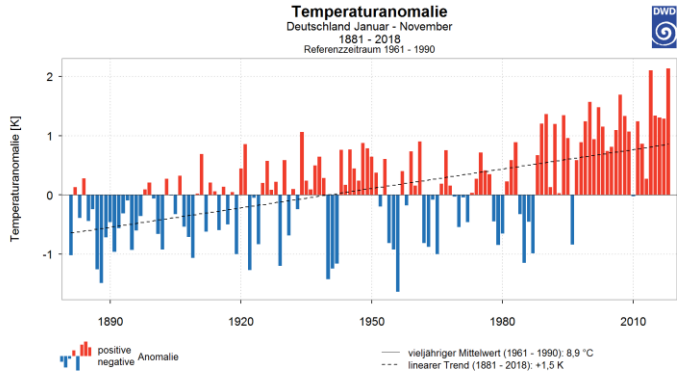 Temperaturanomalie
Deutschland Januar - November
1881 - 2018
Referenzzeitraum 1961 - 1990
DWD
Temperaturanomalie [K]
2
1
0
-1
1890
1920
1950
1980
2010
positive
negative
Anomalie
vieljähriger Mittelwert (1961 - 1990): 8,9 °C
linearer Trend (1881 - 2018): +1,5 K